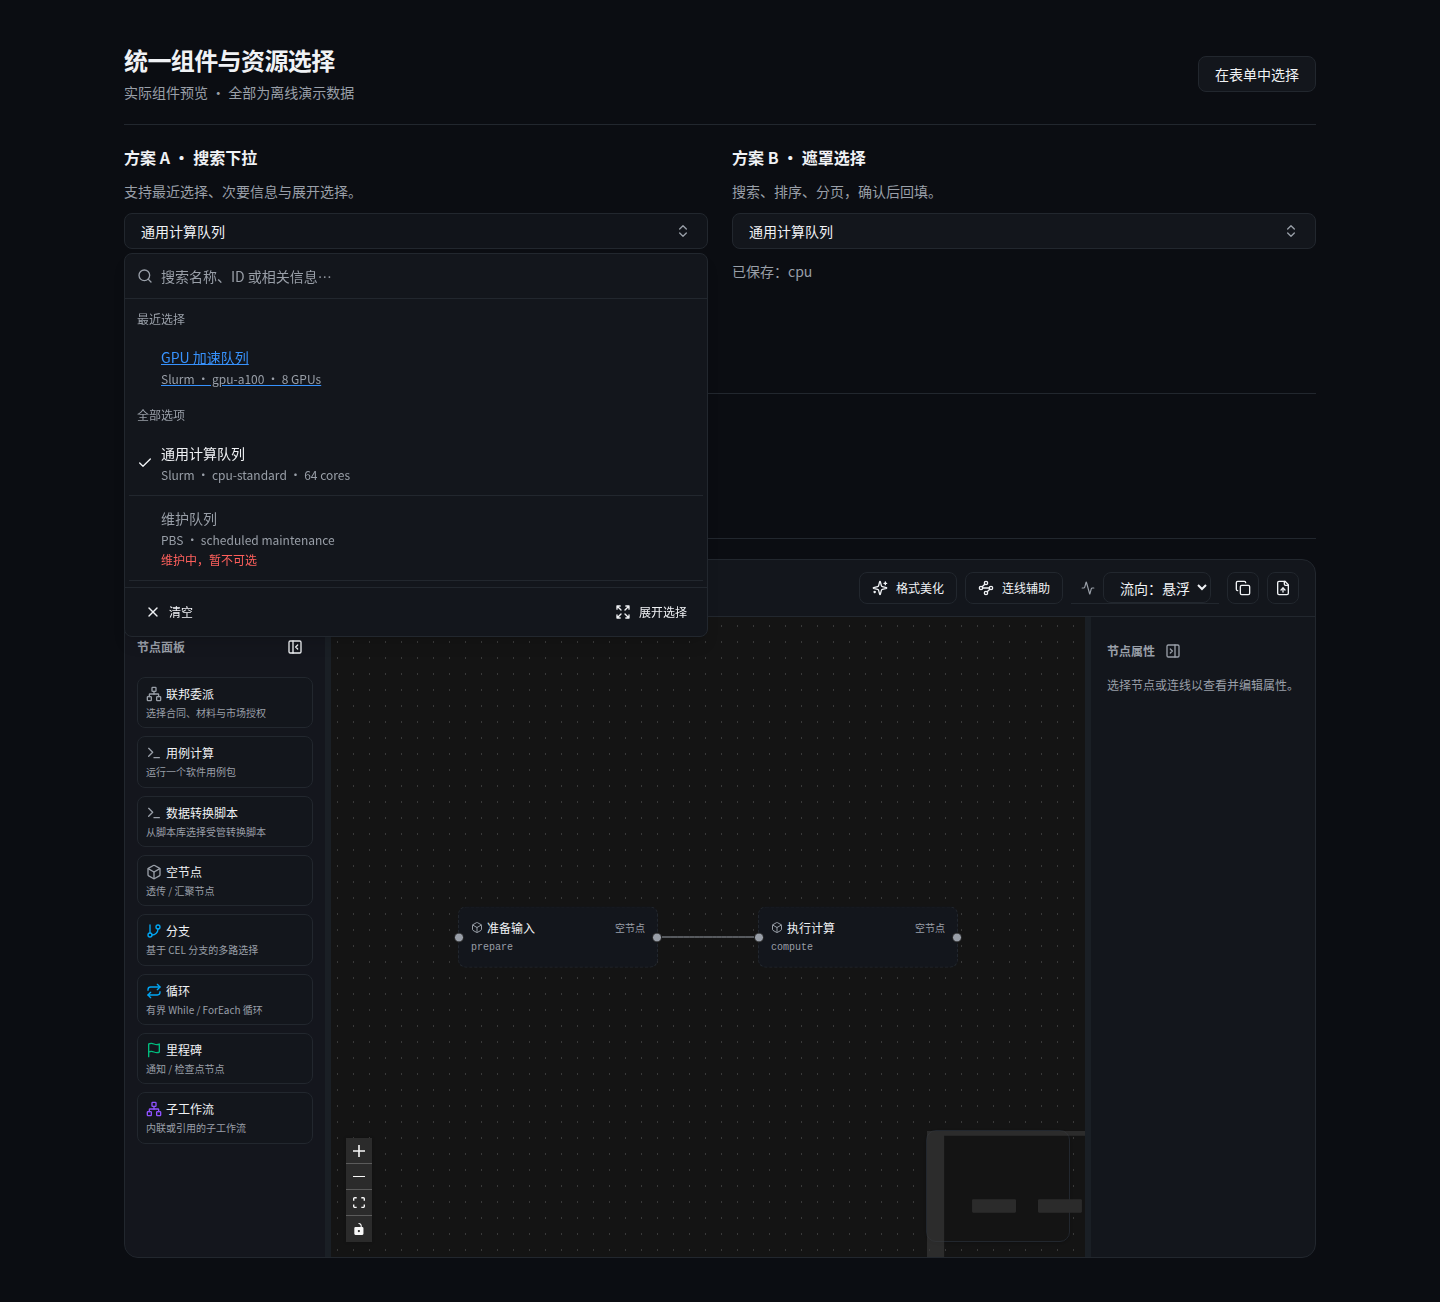 统一组件与资源选择
实际组件预览 · 全部为离线演示数据
在表单中选择
方案 A · 搜索下拉
支持最近选择、次要信息与展开选择。
通用计算队列
方案 B · 遮罩选择
搜索、排序、分页，确认后回填。
通用计算队列
已保存：cpu
搜索名称、ID 或相关信息…
最近选择
GPU 加速队列
Slurm · gpu-a100 · 8 GPUs
全部选项
通用计算队列
Slurm · cpu-standard · 64 cores
维护队列
PBS · scheduled maintenance
维护中，暂不可选
清空
展开选择
格式美化
连线辅助
流向：悬浮
节点面板
联邦委派
选择合同、材料与市场授权
用例计算
运行一个软件用例包
数据转换脚本
从脚本库选择受管转换脚本
空节点
透传 / 汇聚节点
分支
基于 CEL 分支的多路选择
循环
有界 While / ForEach 循环
里程碑
通知 / 检查点节点
子工作流
内联或引用的子工作流
准备输入
空节点
prepare
执行计算
空节点
compute
节点属性
选择节点或连线以查看并编辑属性。